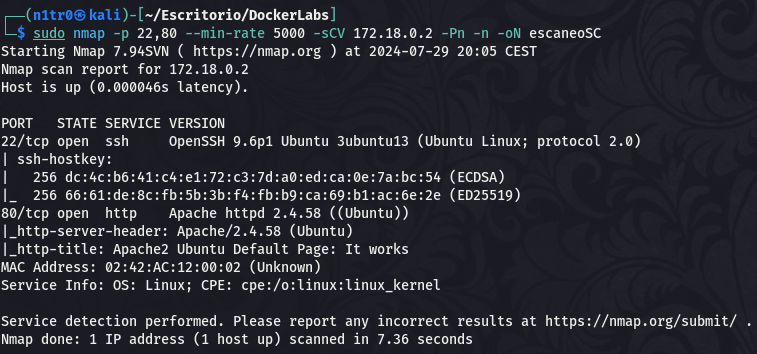 (n1tr0㉿kali)-[~/Escritorio/DockerLabs]
$ sudo nmap -p 22,80 --min-rate 5000 -sCV 172.18.0.2 -Pn -n -oN escaneoSC
Starting Nmap 7.94SVN ( https://nmap.org ) at 2024-07-29 20:05 CEST
Nmap scan report for 172.18.0.2
Host is up (0.000046s latency).
PORT   STATE SERVICE VERSION
22/tcp open  ssh     OpenSSH 9.6p1 Ubuntu 3ubuntu13 (Ubuntu Linux; protocol 2.0)
| ssh-hostkey:
|   256 dc:4c:b6:41:c4:e1:72:c3:7d:a0:ed:ca:0e:7a:bc:54 (ECDSA)
|_  256 66:61:de:8c:fb:5b:3b:f4:fb:b9:ca:69:b1:ac:6e:2e (ED25519)
80/tcp open  http    Apache httpd 2.4.58 ((Ubuntu))
|_http-server-header: Apache/2.4.58 (Ubuntu)
|_http-title: Apache2 Ubuntu Default Page: It works
MAC Address: 02:42:AC:12:00:02 (Unknown)
Service Info: OS: Linux; CPE: cpe:/o:linux:linux_kernel
Service detection performed. Please report any incorrect results at https://nmap.org/submit/ .
Nmap done: 1 IP address (1 host up) scanned in 7.36 seconds